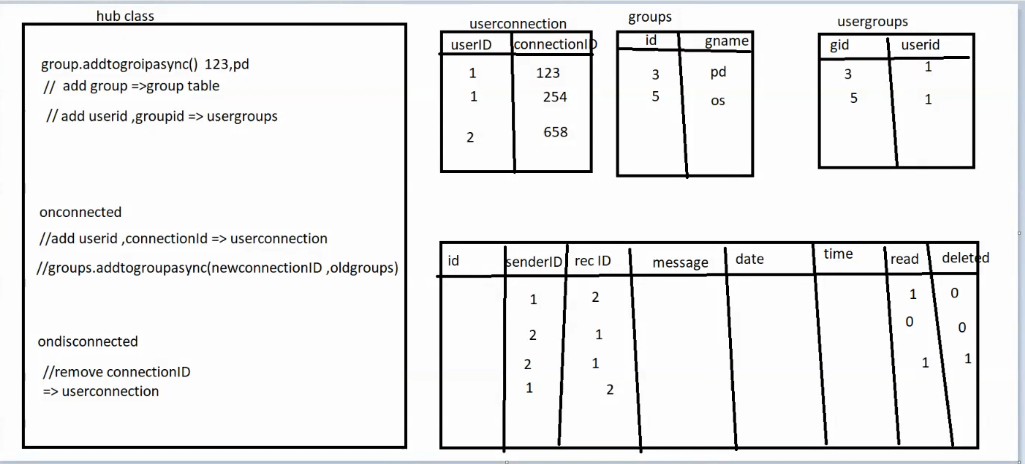 hub class
group.addtogroipasync() 123,pd
// add group =>group table
// add userid ,groupid => usergroups
onconnected
//add userid ,connectionId => userconnection
//groups.addtogroupasync(newconnectionID ,oldgroups)
ondisconnected
//remove connectionID
=> userconnection
userconnection
userID connectionID
1 123
1 254
2 658
groups
id gname
3 pd
5 os
usergroups
gid userid
3 1
5 1
id senderID rec ID message date time read deleted
1 2 1 0
2 1 0 0
2 1 1 1
1 2